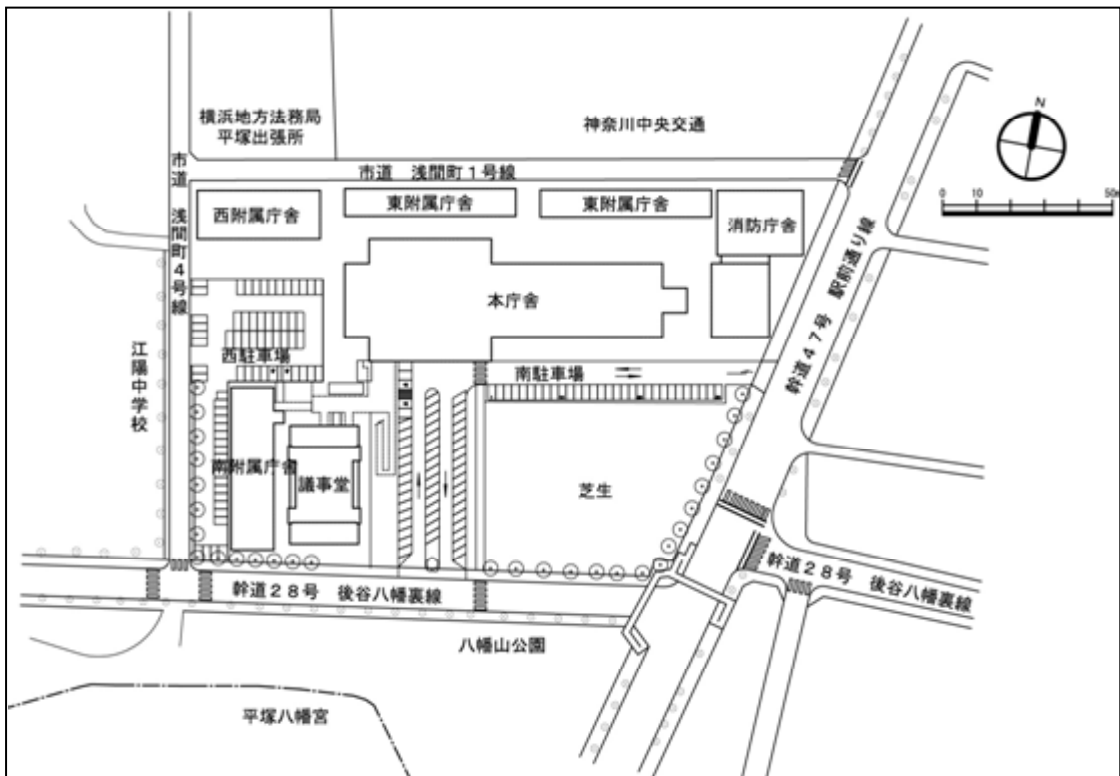 横浜地方法務局
平塚出張所
神奈川中央交通
N
市道 浅間町1号線
市道 浅間町4号線
西附属庁舎
東附属庁舎
東附属庁舎
消防庁舎
0 10 50m
本庁舎
幹道47号 駅前通り線
江陽中学校
西駐車場
南駐車場
南附属庁舎
議事堂
芝生
幹道28号 後谷八幡裏線
幹道28号 後谷八幡裏線
八幡山公園
平塚八幡宮